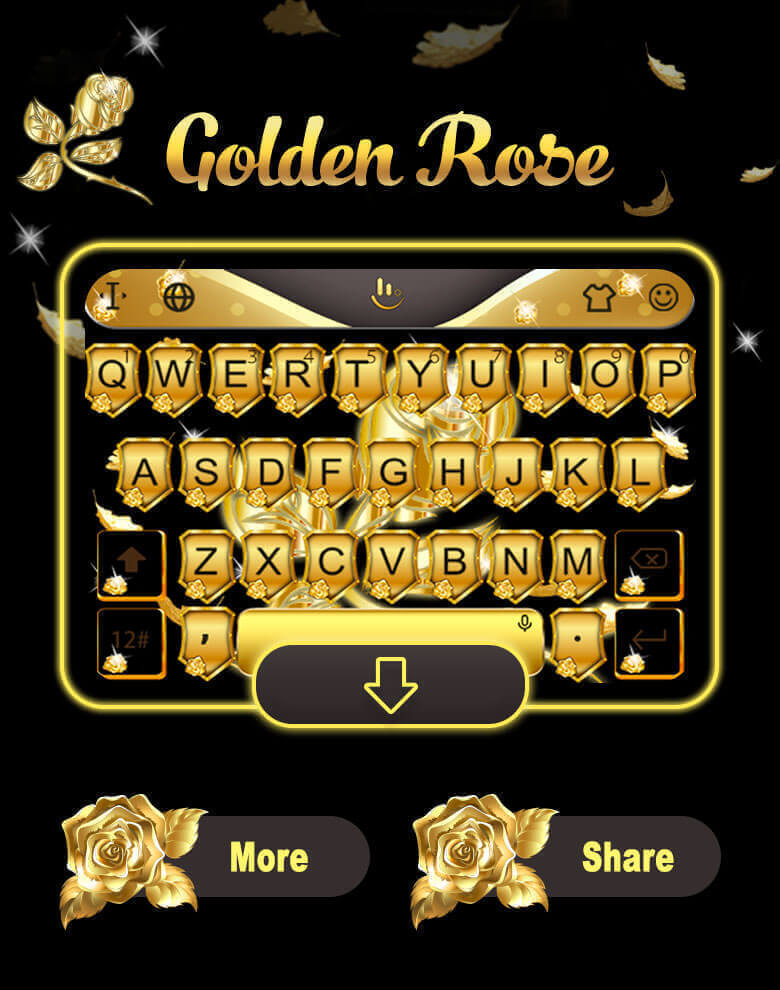 Golden Rose
1 2 3 4 5 6 7 8 9 0
Q W E R T Y U I O P
A S D F G H J K L
Z X C V B N M
12# , .
More Share